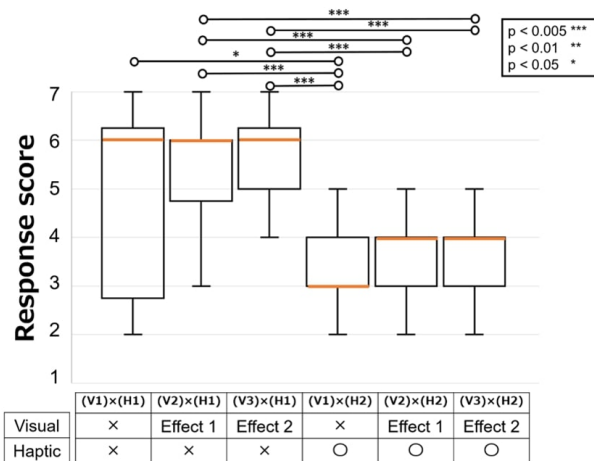 ***
***
***
***
*
***
***
p < 0.005 ***
p < 0.01 **
p < 0.05 *
Response score
7
6
5
4
3
2
1
(V1)×(H1) (V2)×(H1) (V3)×(H1) (V1)×(H2) (V2)×(H2) (V3)×(H2)
Visual × Effect 1 Effect 2 × Effect 1 Effect 2
Haptic × × × ○ ○ ○